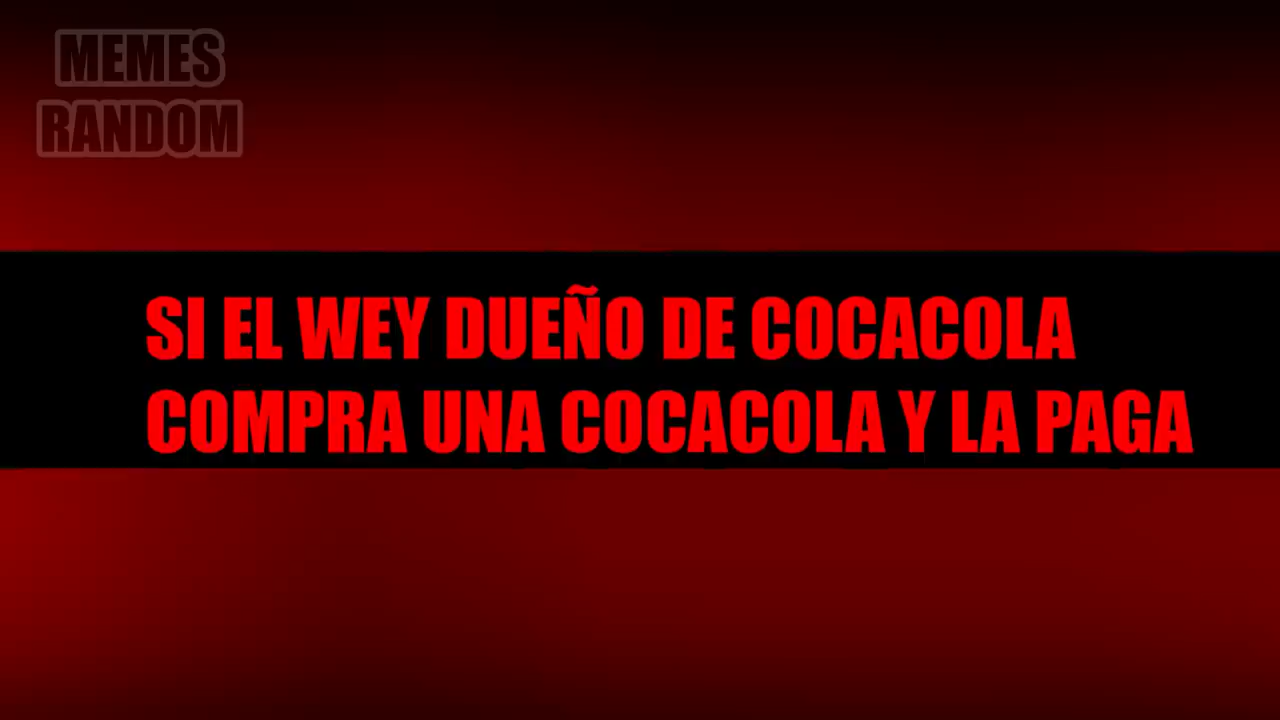 MEMES
RANDOM
SI EL WEY DUEÑO DE COCACOLA
COMPRA UNA COCACOLA Y LA PAGA